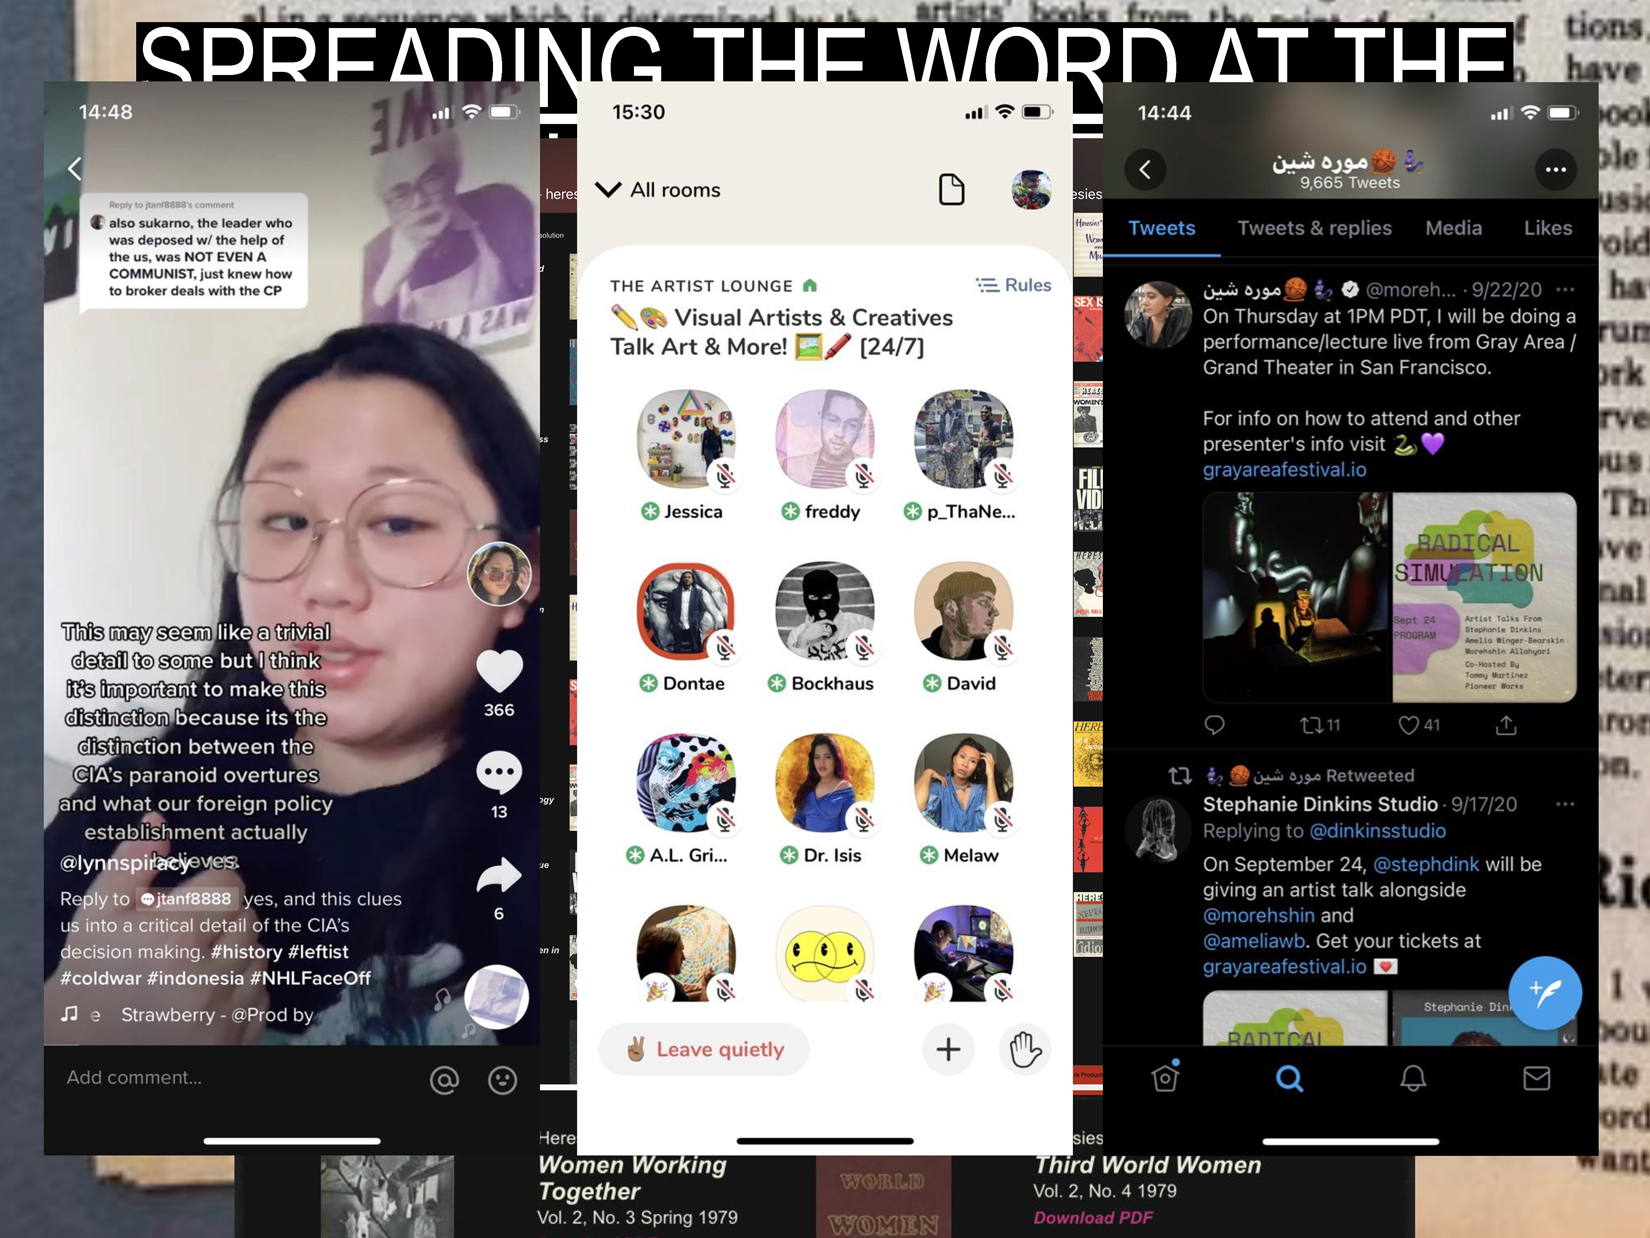 SPREADING THE WORD AT THE
14:48
Reply to jtanf8888's comment
also sukarno, the leader who
was deposed w/ the help of
the us, was NOT EVEN A
COMMUNIST, just knew how
to broker deals with the CP
This may seem like a trivial
detail to some but I think
it's important to make this
distinction because its the
distinction between the
CIA's paranoid overtures
and what our foreign policy
establishment actually
believes.
@lynnspiracy
Reply to jtanf8888 yes, and this clues
us into a critical detail of the CIA's
decision making. #history #leftist
#coldwar #indonesia #NHLFaceOff
e Strawberry - @Prod by
366
13
6
Add comment...
15:30
All rooms
THE ARTIST LOUNGE
Rules
Visual Artists & Creatives
Talk Art & More! [24/7]
Jessica
freddy
p_ThaNe...
Dontae
Bockhaus
David
A.L. Gri...
Dr. Isis
Melaw
Leave quietly
14:44
موره شین
9,665 Tweets
Tweets
Tweets & replies
Media
Likes
موره شین @moreh... · 9/22/20
On Thursday at 1PM PDT, I will be doing a
performance/lecture live from Gray Area /
Grand Theater in San Francisco.
For info on how to attend and other
presenter's info visit
grayareafestival.io
RADICAL
SIMULATION
Sept 24
PROGRAM
Artist Talks From
Stephanie Dinkins
Amelia Winger-Bearskin
Morehshin Allahyari
Co-Hosted By
Tommy Martinez
Pioneer Works
11
41
موره شین Retweeted
Stephanie Dinkins Studio · 9/17/20
Replying to @dinkinsstudio
On September 24, @stephdink will be
giving an artist talk alongside
@morehshin and
@ameliawb. Get your tickets at
grayareafestival.io
RADICAL
Stephanie Din
Women Working
Together
Vol. 2, No. 3 Spring 1979
WORLD
WOMEN
Third World Women
Vol. 2, No. 4 1979
Download PDF